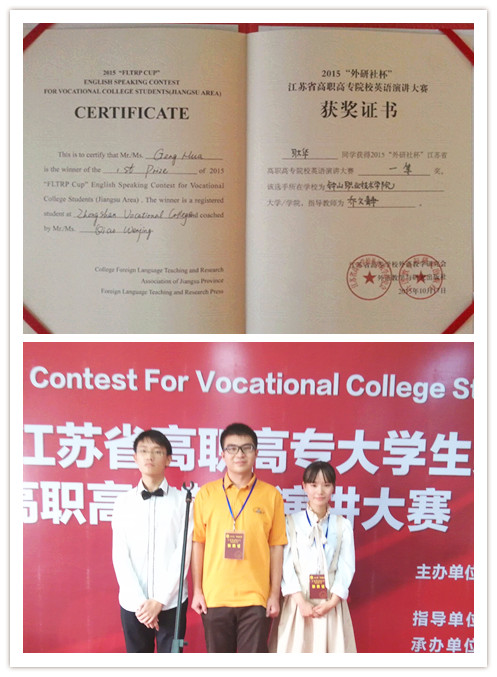 2015 "FLTRP CUP"
ENGLISH SPEAKING CONTEST
FOR VOCATIONAL COLLEGE STUDENTS(JIANGSU AREA)
CERTIFICATE
This is to certify that Mr./Ms. Geng Hua
is the winner of the 1st Prize of 2015
"FLTRP Cup" English Speaking Contest for Vocational
College Students (Jiangsu Area) . The winner is a registered
student at Zhongshan Vocational College and coached
by Mr./Ms. Qiao Wenjing
College Foreign Language Teaching and Research
Association of Jiangsu Province
Foreign Language Teaching and Research Press
2015 "外研社杯"
江苏省高职高专院校英语演讲大赛
获奖证书
耿华 同学获得2015 "外研社杯" 江苏省
高职高专院校英语演讲大赛 一等 奖,
该选手所在学校为 钟山职业技术学院
大学/学院, 指导教师为 乔文静
2015年10月
Contest For Vocational College St
江苏省高职高专大学生
高职高 演讲大赛
主办单位
指导单位
承办单位